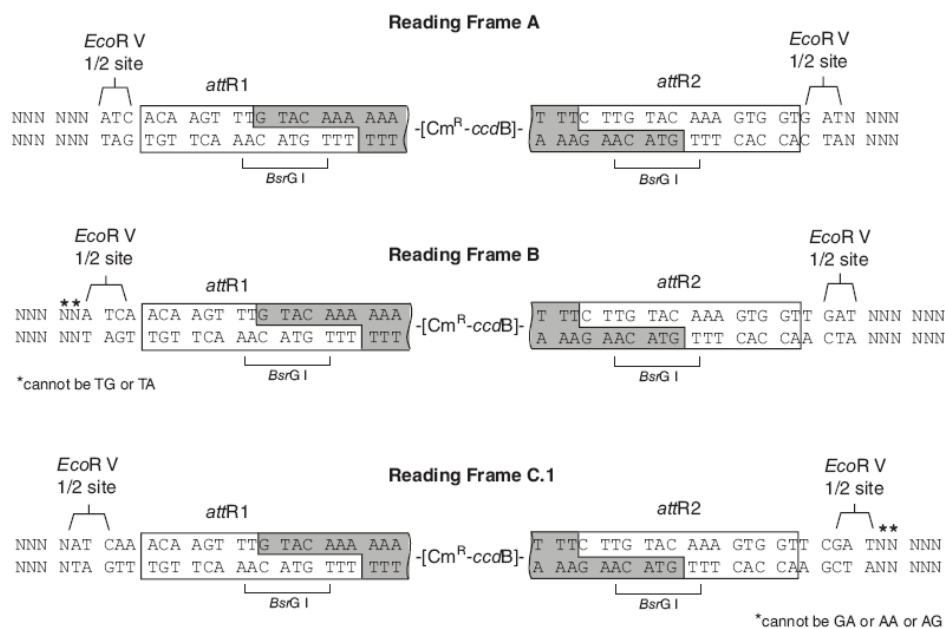 Reading Frame A
EcoR V
1/2 site
attR1
attR2
EcoR V
1/2 site
NNN NNN ATC ACA AGT TTG TAC AAA AAA -[CmR-ccdB]- T TTC TTG TAC AAA GTG GTG ATN NNN
NNN NNN TAG TGT TCA AAC ATG TTT TTT A AAG AAC ATG TTT CAC CAC TAN NNN
BsrG I
BsrG I
Reading Frame B
EcoR V
1/2 site
attR1
attR2
EcoR V
1/2 site
**
NNN NNA TCA ACA AGT TTG TAC AAA AAA -[CmR-ccdB]- T TTC TTG TAC AAA GTG GTT GAT NNN NNN
NNN NNT AGT TGT TCA AAC ATG TTT TTT A AAG AAC ATG TTT CAC CAA CTA NNN NNN
BsrG I
BsrG I
*cannot be TG or TA
Reading Frame C.1
EcoR V
1/2 site
attR1
attR2
EcoR V
1/2 site
**
NNN NAT CAA ACA AGT TTG TAC AAA AAA -[CmR-ccdB]- T TTC TTG TAC AAA GTG GTT CGA TNN NNN
NNN NTA GTT TGT TCA AAC ATG TTT TTT A AAG AAC ATG TTT CAC CAA GCT ANN NNN
BsrG I
BsrG I
*cannot be GA or AA or AG